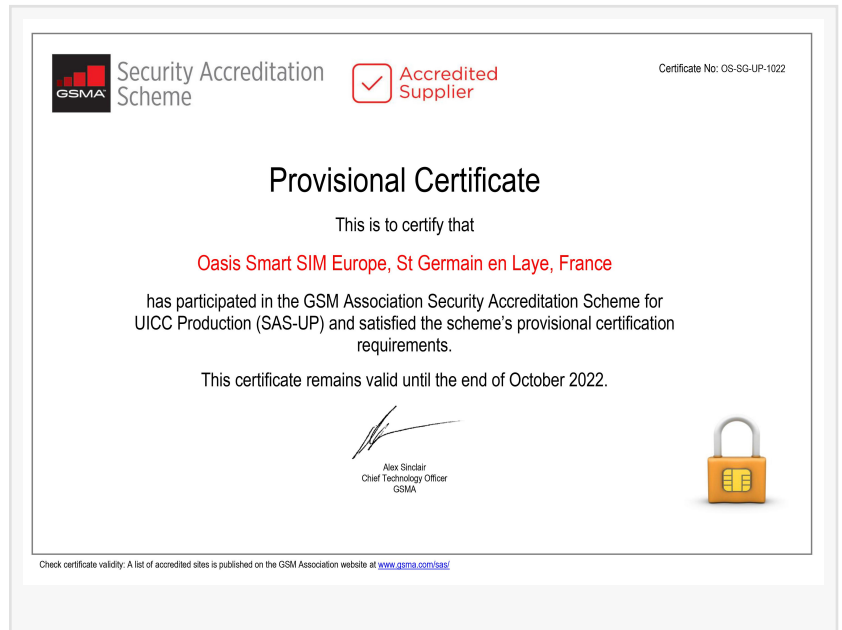 GSMA
Security Accreditation
Scheme
Accredited
Supplier
Certificate No: OS-SG-UP-1022
Provisional Certificate
This is to certify that
Oasis Smart SIM Europe, St Germain en Laye, France
has participated in the GSM Association Security Accreditation Scheme for
UICC Production (SAS-UP) and satisfied the scheme's provisional certification
requirements.
This certificate remains valid until the end of October 2022.
Alex Sinclair
Chief Technology Officer
GSMA
Check certificate validity: A list of accredited sites is published on the GSM Association website at www.gsma.com/sas/